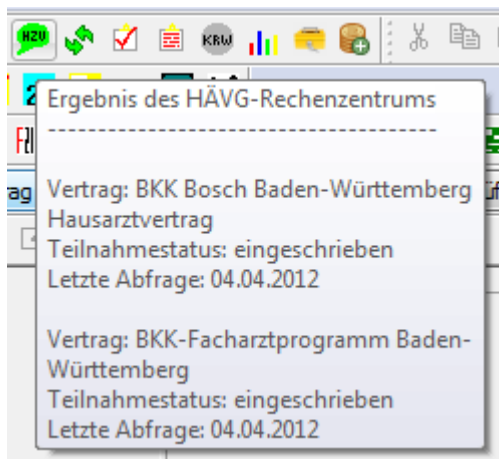 HZV
KBW
Ergebnis des HÄVG-Rechenzentrums
---------------------------------------
Vertrag: BKK Bosch Baden-Württemberg
Hausarztvertrag
Teilnahmestatus: eingeschrieben
Letzte Abfrage: 04.04.2012
Vertrag: BKK-Facharztprogramm Baden-
Württemberg
Teilnahmestatus: eingeschrieben
Letzte Abfrage: 04.04.2012